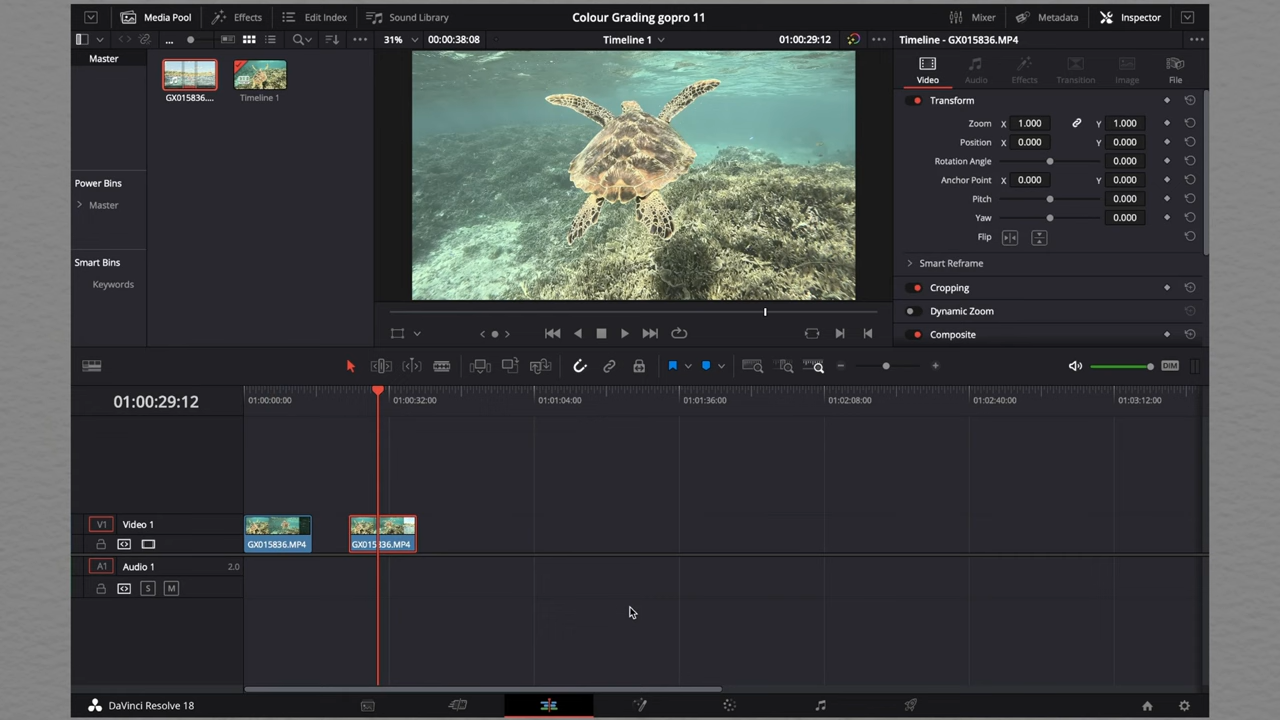 Media Pool
Effects
Edit Index
Sound Library
Colour Grading gopro 11
Mixer
Metadata
Inspector
...
31%
00:00:38:08
Timeline 1
01:00:29:12
Timeline - GX015836.MP4
Master
GX015836....
Timeline 1
Power Bins
Master
Smart Bins
Keywords
Video
Audio
Effects
Transition
Image
File
Transform
Zoom X 1.000 Y 1.000
Position X 0.000 Y 0.000
Rotation Angle 0.000
Anchor Point X 0.000 Y 0.000
Pitch 0.000
Yaw 0.000
Flip
Smart Reframe
Cropping
Dynamic Zoom
Composite
DIM
01:00:29:12
01:00:00:00
01:00:32:00
01:01:04:00
01:01:36:00
01:02:08:00
01:02:40:00
01:03:12:00
V1 Video 1
GX015836.MP4
GX015836.MP4
A1 Audio 1 2.0
S M
DaVinci Resolve 18